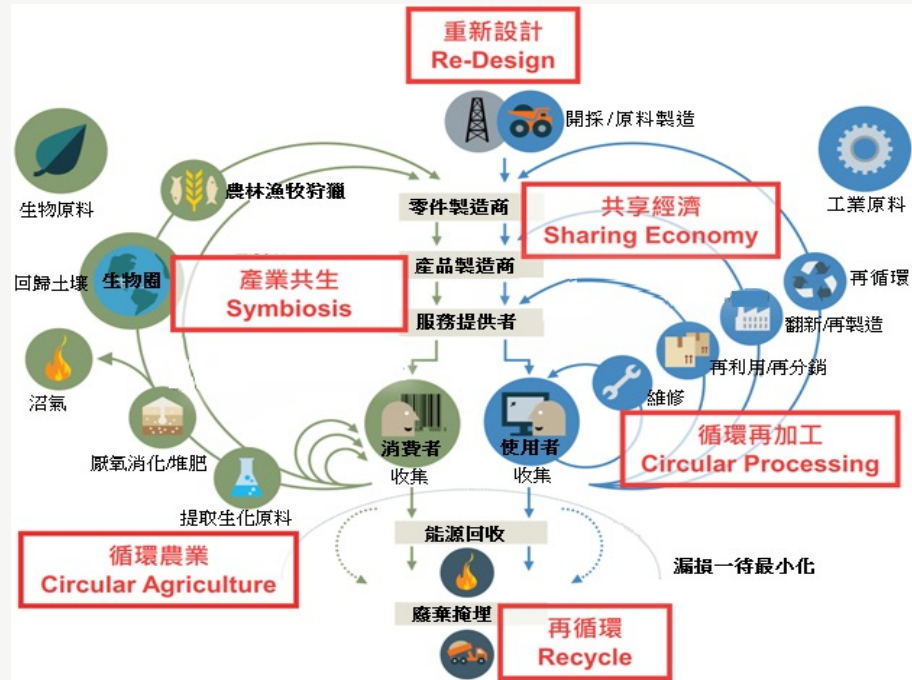 重新設計
Re-Design
開採/原料製造
生物原料
農林漁牧狩獵
零件製造商
共享經濟
Sharing Economy
工業原料
回歸土壤
生物圈
產業共生
Symbiosis
產品製造商
再循環
服務提供者
翻新/再製造
沼氣
再利用/再分銷
維修
消費者
使用者
收集
收集
循環再加工
Circular Processing
厭氧消化/堆肥
提取生化原料
能源回收
循環農業
Circular Agriculture
漏損一待最小化
廢棄掩埋
再循環
Recycle